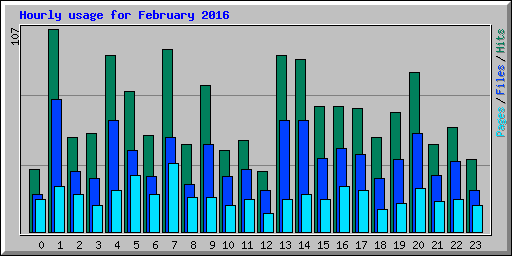 Hourly usage for February 2016
107
Pages/Files/Hits
0 1 2 3 4 5 6 7 8 9 10 11 12 13 14 15 16 17 18 19 20 21 22 23